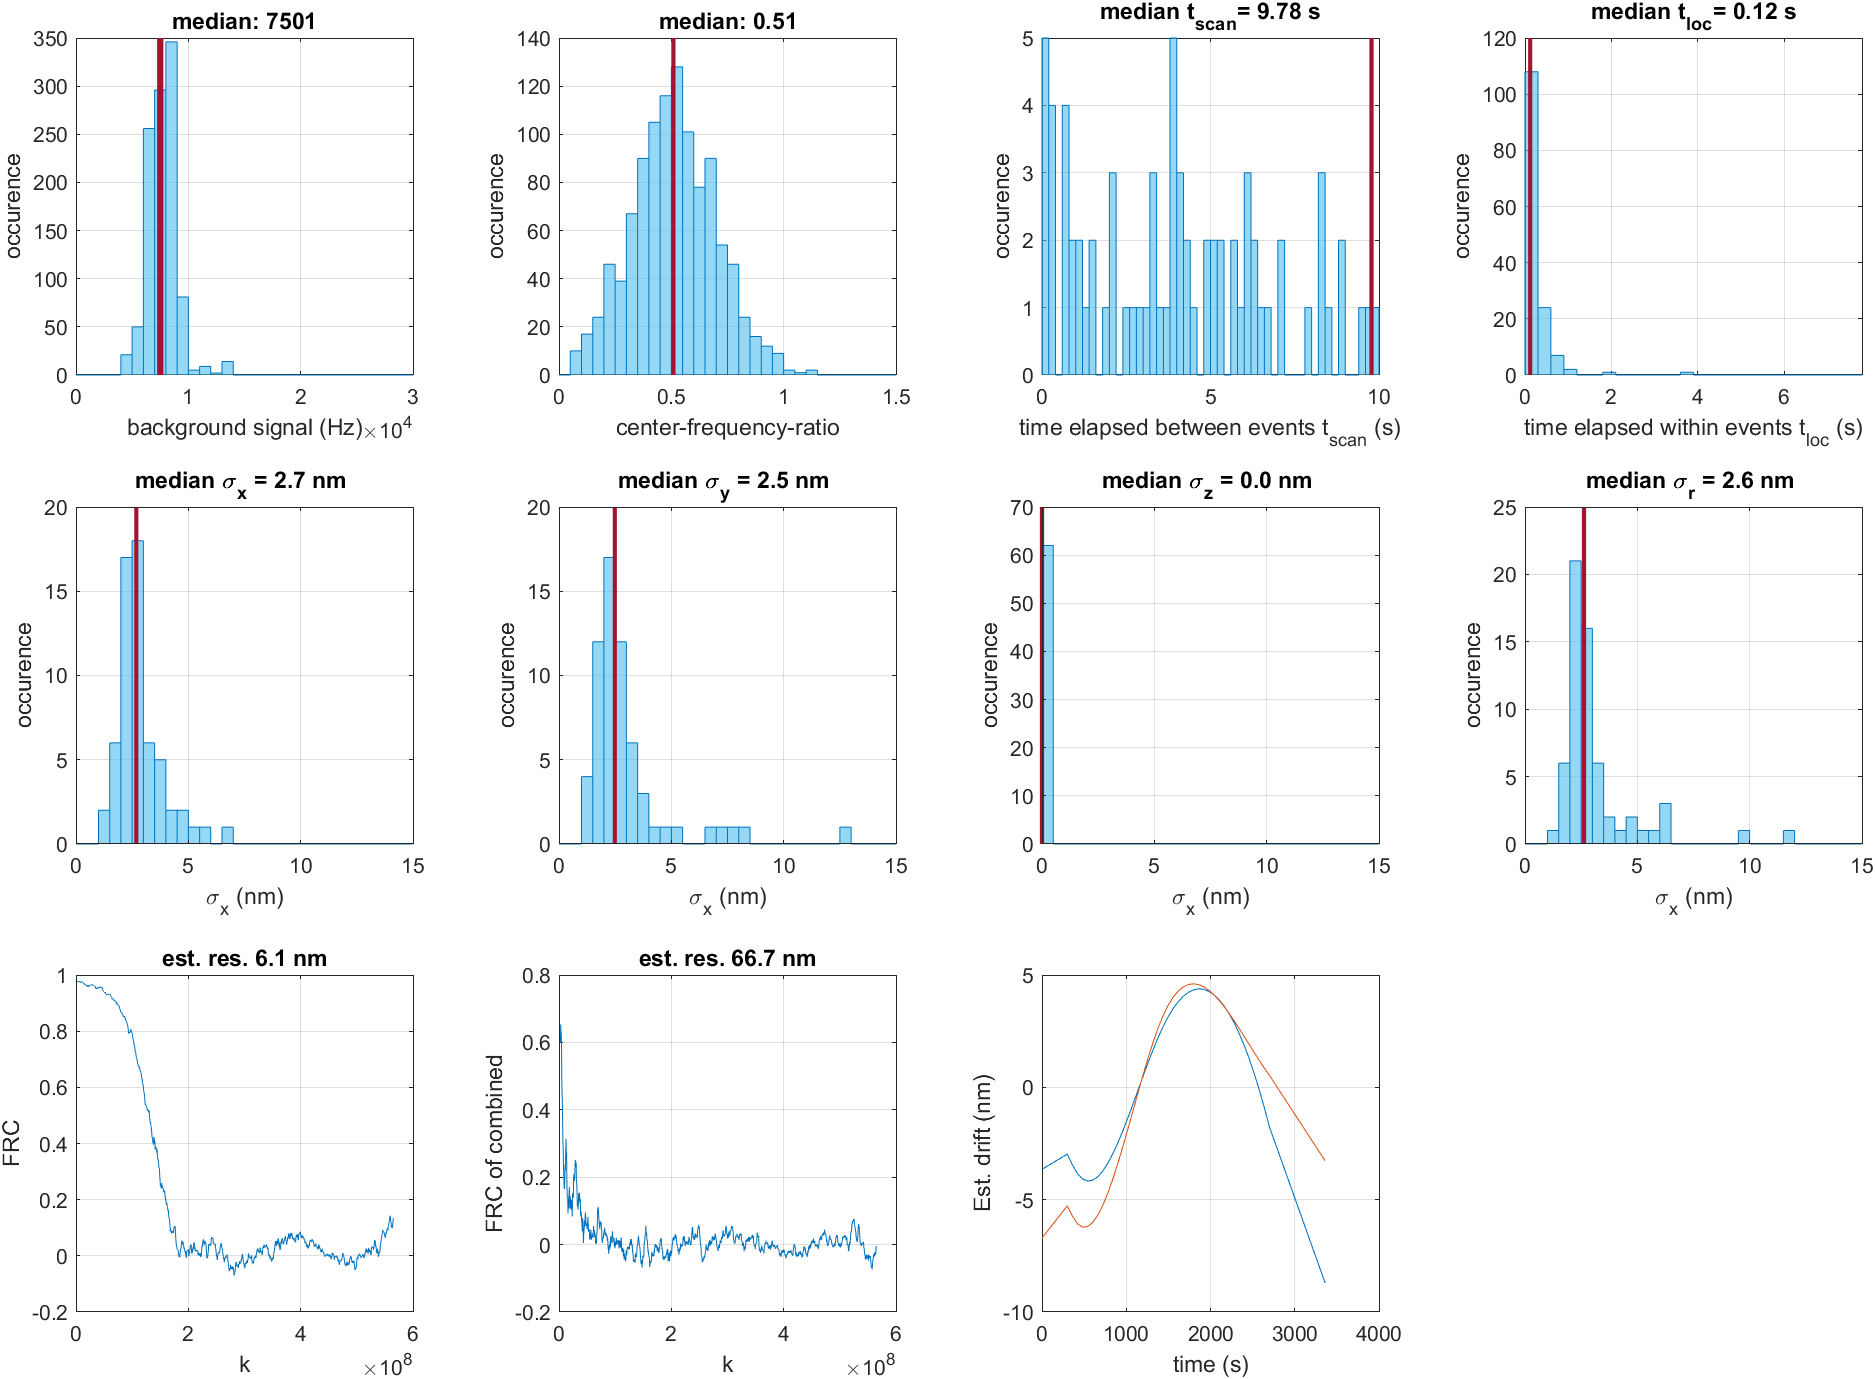 median: 7501
350
300
250
200
150
100
50
0
occurence
0 1 2 3
background signal (Hz) ×10^4
median: 0.51
140
120
100
80
60
40
20
0
occurence
0 0.5 1 1.5
center-frequency-ratio
median t_scan= 9.78 s
5
4
3
2
1
0
occurence
0 5 10
time elapsed between events t_scan (s)
median t_loc= 0.12 s
120
100
80
60
40
20
0
occurence
0 2 4 6
time elapsed within events t_loc (s)
median σ_x = 2.7 nm
20
15
10
5
0
occurence
0 5 10 15
σ_x (nm)
median σ_y = 2.5 nm
20
15
10
5
0
occurence
0 5 10 15
σ_x (nm)
median σ_z = 0.0 nm
70
60
50
40
30
20
10
0
occurence
0 5 10 15
σ_x (nm)
median σ_r = 2.6 nm
25
20
15
10
5
0
occurence
0 5 10 15
σ_x (nm)
est. res. 6.1 nm
1
0.8
0.6
0.4
0.2
0
-0.2
FRC
0 2 4 6
k ×10^8
est. res. 66.7 nm
0.8
0.6
0.4
0.2
0
-0.2
FRC of combined
0 2 4 6
k ×10^8
5
0
-5
-10
Est. drift (nm)
0 1000 2000 3000 4000
time (s)